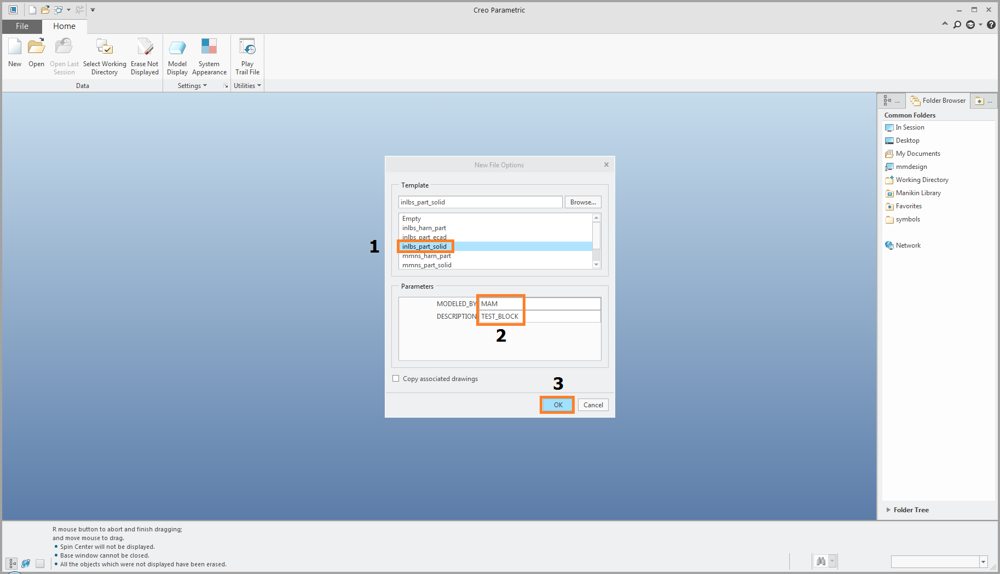 Creo Parametric
File Home
New Open Open Last Session Select Working Directory Erase Not Displayed Model Display System Appearance Play Trail File
Data Settings Utilities
... Folder Browser ...
Common Folders
In Session
Desktop
My Documents
mmdesign
Working Directory
Manikin Library
Favorites
symbols
Network
Folder Tree
New File Options
Template
inlbs_part_solid Browse...
Empty
inlbs_harn_part
inlbs_part_ecad
1 inlbs_part_solid
mmns_harn_part
mmns_part_solid
Parameters
MODELED_BY MAM
DESCRIPTION TEST_BLOCK
2
Copy associated drawings
3
OK Cancel
R mouse button to abort and finish dragging;
and move mouse to drag.
• Spin Center will not be displayed.
• Base window cannot be closed.
• All the objects which were not displayed have been erased.